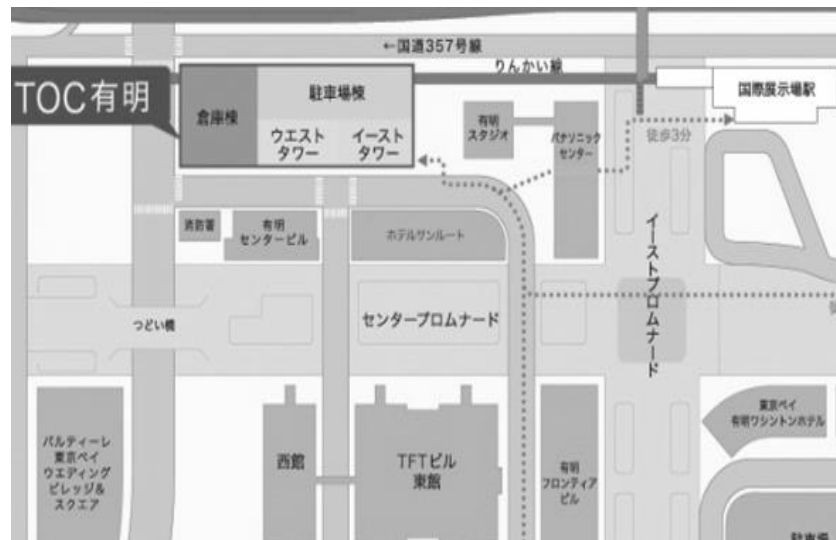 ←国道357号線
りんかい線
TOC有明
倉庫棟
駐車場棟
ウエスト
タワー
イースト
タワー
有明
スタジオ
パナソニック
センター
徒歩3分
国際展示場駅
消防署
有明
センタービル
ホテルサンルート
イーストプロムナード
つどい橋
センタープロムナード
パルティーレ
東京ベイ
ウエディング
ビレッジ&
スクエア
西館
TFTビル
東館
有明
フロンティア
ビル
東京ベイ
有明ワシントンホテル
駐車場